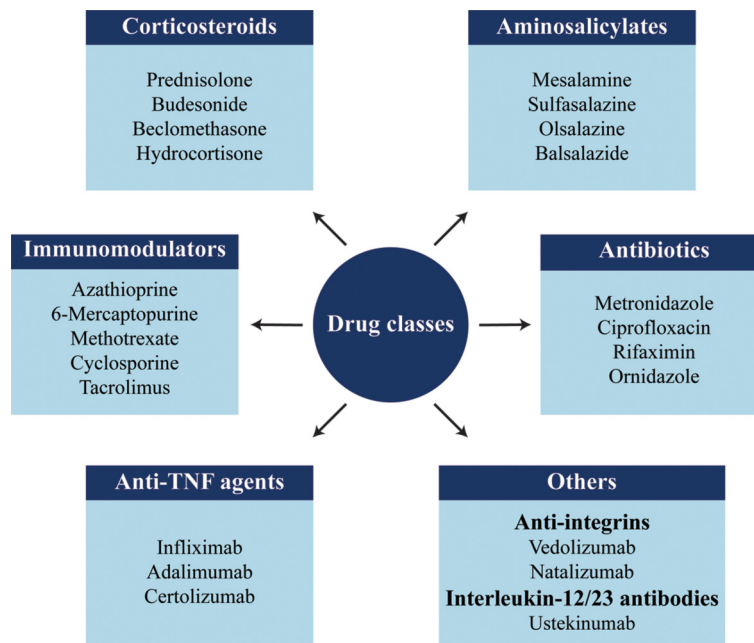 Corticosteroids
Prednisolone
Budesonide
Beclomethasone
Hydrocortisone
Aminosalicylates
Mesalamine
Sulfasalazine
Olsalazine
Balsalazide
Immunomodulators
Azathioprine
6-Mercaptopurine
Methotrexate
Cyclosporine
Tacrolimus
Drug classes
Antibiotics
Metronidazole
Ciprofloxacin
Rifaximin
Ornidazole
Anti-TNF agents
Infliximab
Adalimumab
Certolizumab
Others
Anti-integrins
Vedolizumab
Natalizumab
Interleukin-12/23 antibodies
Ustekinumab